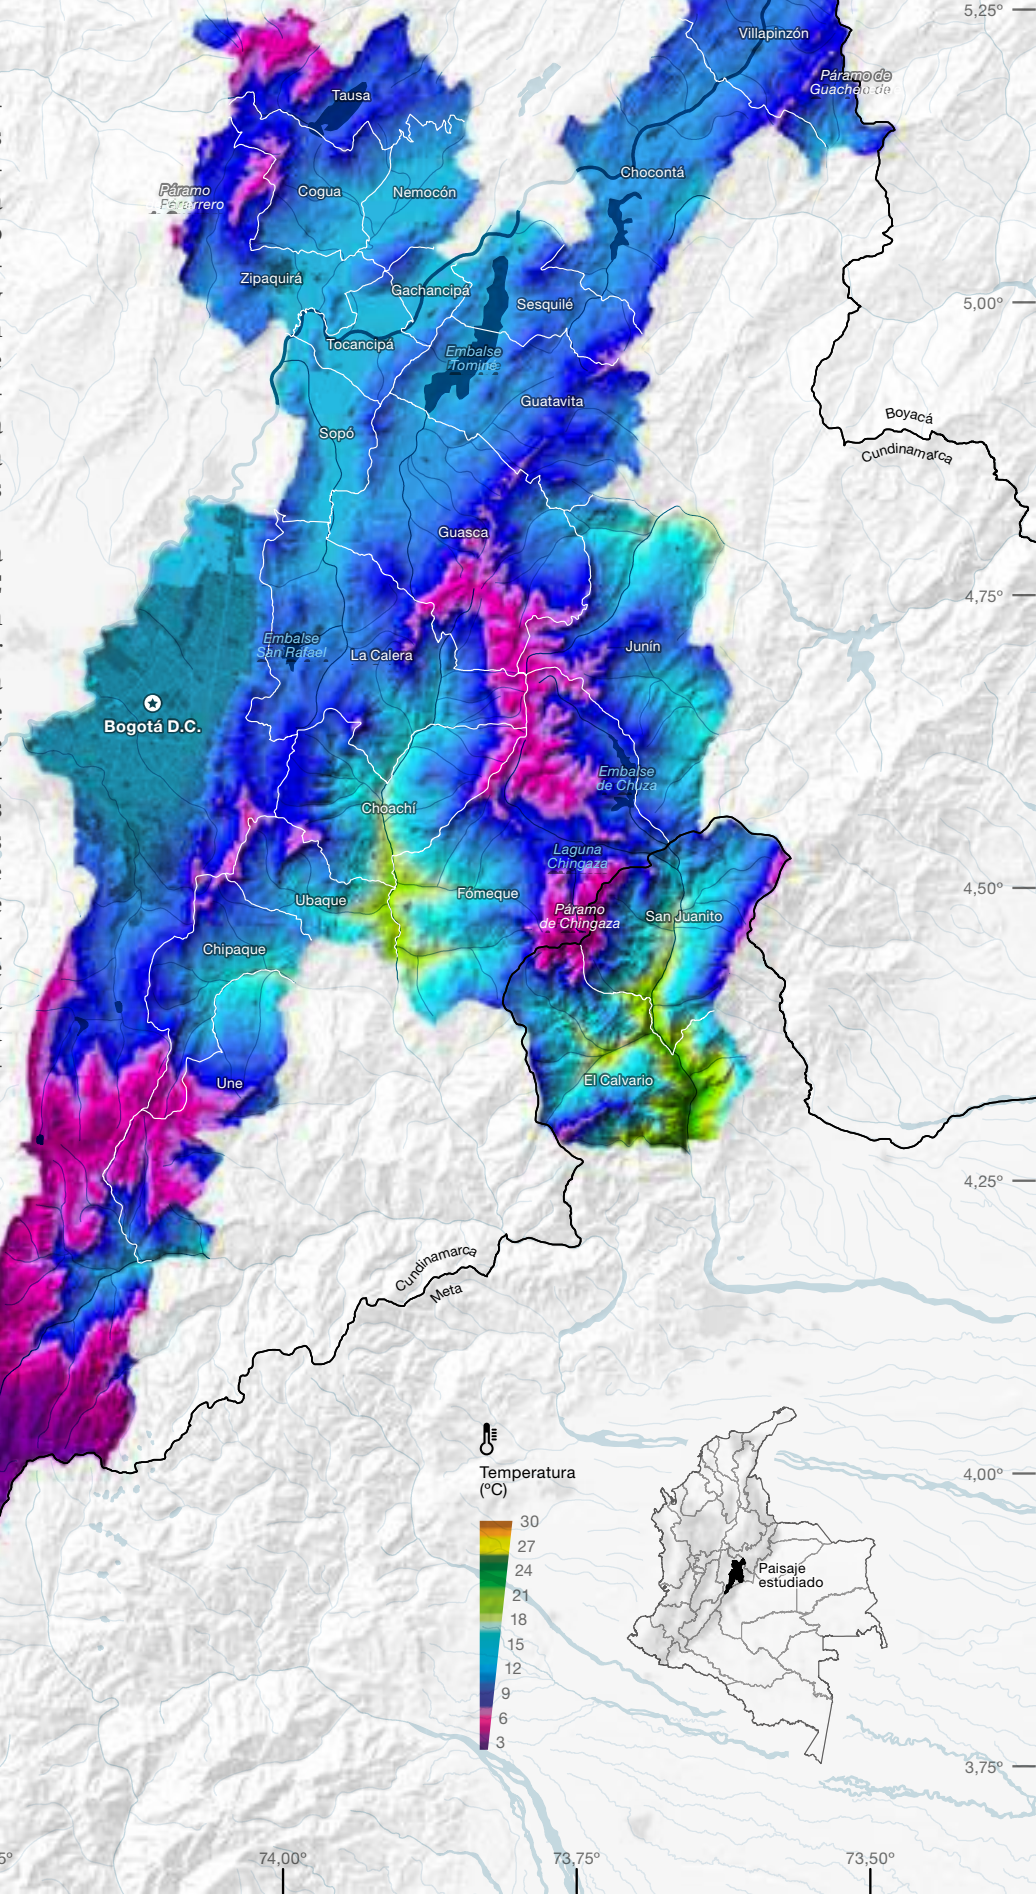 5,25°
Villapinzón
Páramo de
Guacheneque
Tausa
Chocontá
Páramo
Guerrero
Cogua
Nemocón
Zipaquirá
Gachancipá
Sesquilé
5,00°
Tocancipá
Embalse
Tominé
Guatavita
Boyacá
Cundinamarca
Sopó
Guasca
4,75°
Embalse
San Rafael
La Calera
Junín
Bogotá D.C.
Embalse
de Chuza
Choachí
Laguna
Chingaza
4,50°
Ubaque
Fómeque
Páramo
de Chingaza
San Juanito
Chipaque
Une
El Calvario
4,25°
Cundinamarca
Meta
Temperatura
(°C)
4,00°
30
27
24
21
18
15
12
9
6
3
Paisaje
estudiado
3,75°
74,00°
73,75°
73,50°